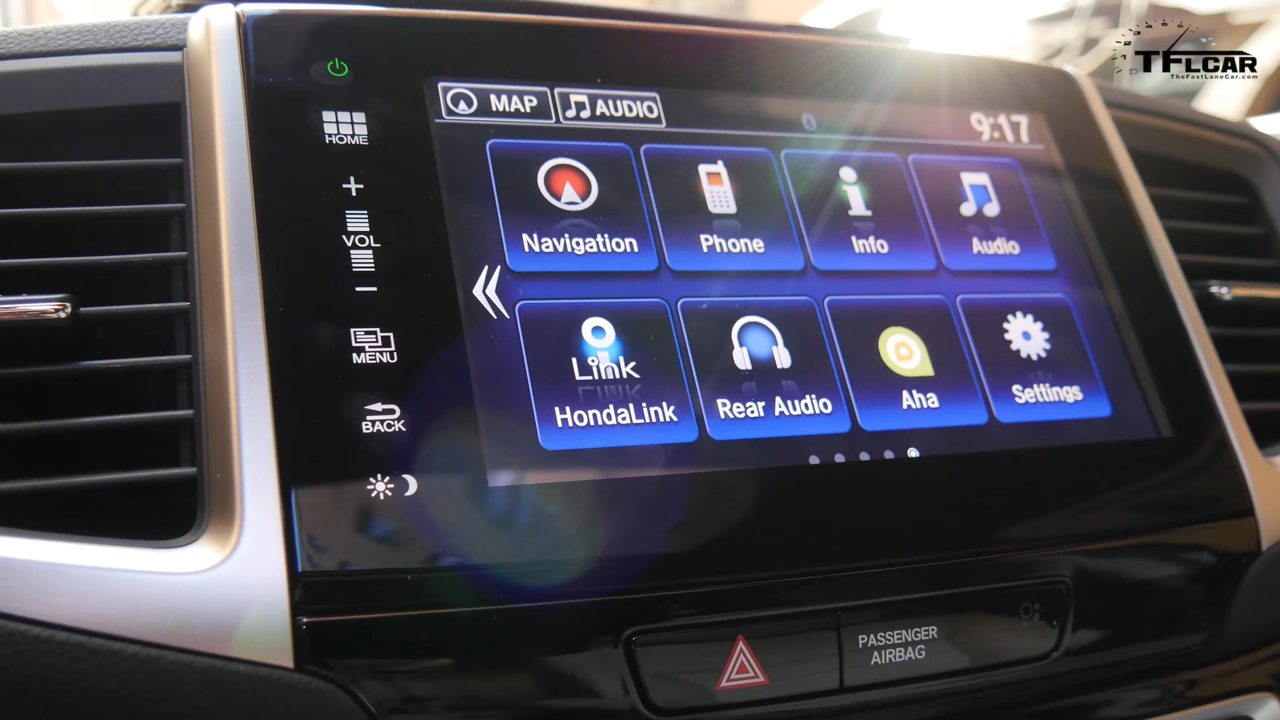 TFLCAR
TheFastLaneCar.com
MAP
AUDIO
9:17
HOME
VOL
MENU
BACK
Navigation
Phone
Info
Audio
Link
HondaLink
Rear Audio
Aha
Settings
PASSENGER
AIRBAG